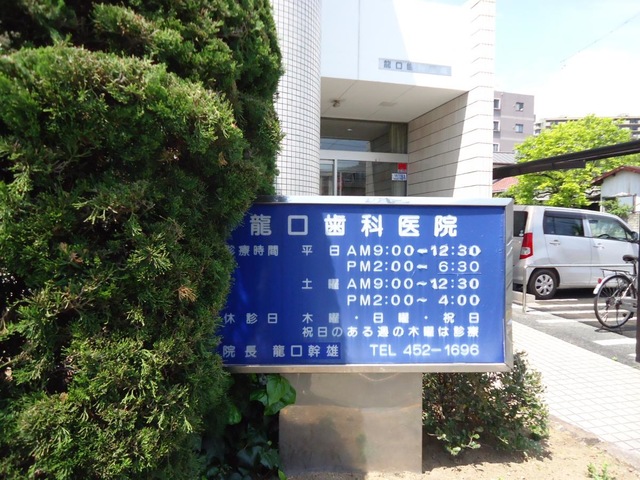 龍口歯科医院
診療時間 平日 AM9:00~12:30
PM2:00~6:30
土曜 AM9:00~12:30
PM2:00~4:00
休診日 木曜・日曜・祝日
祝日のある週の木曜は診療
院長 龍口幹雄 TEL 452-1696